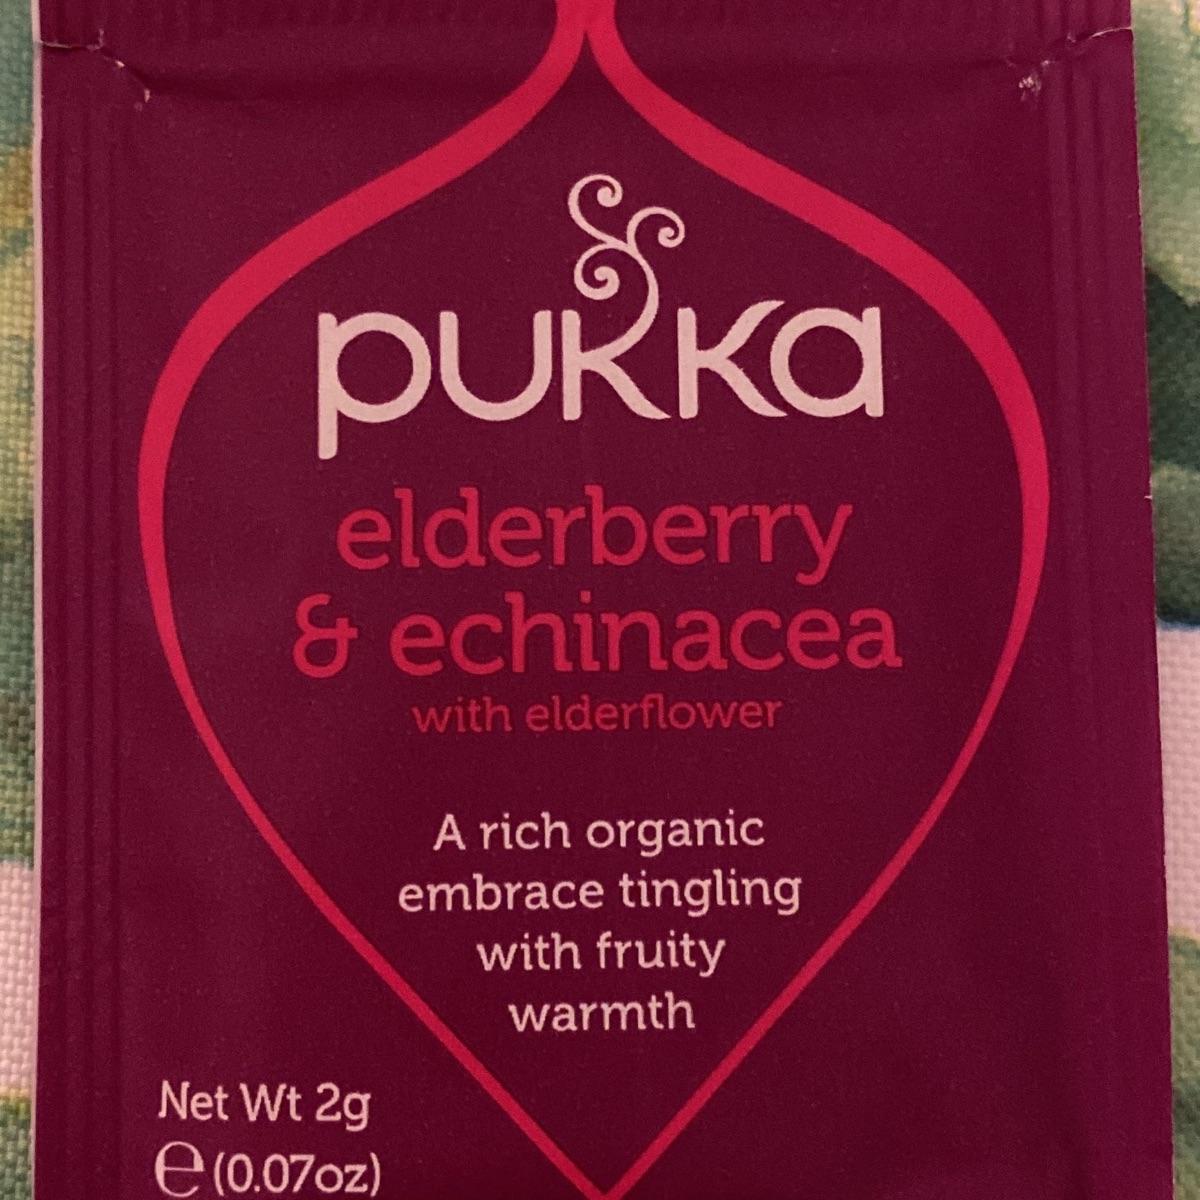 pukka
elderberry
& echinacea
with elderflower
A rich organic
embrace tingling
with fruity
warmth
Net Wt 2g
℮ (0.07oz)